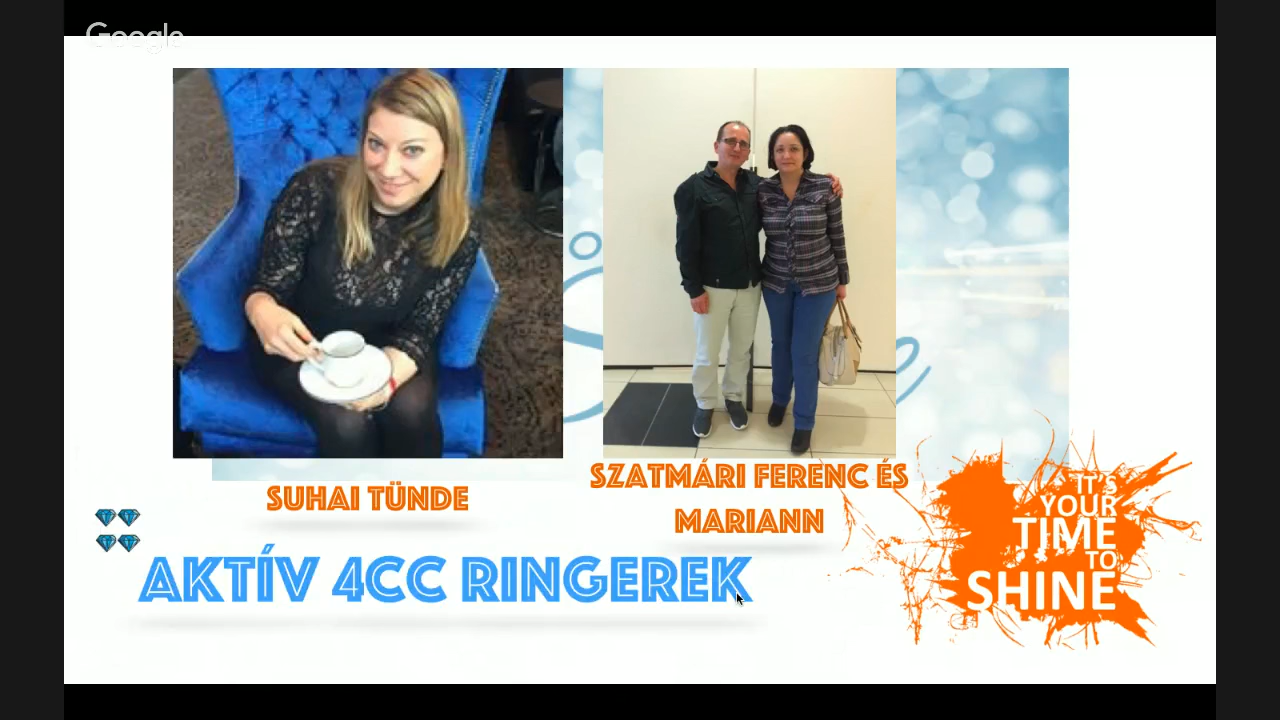 Google
SUHAI TÜNDE
SZATMÁRI FERENC ÉS
MARIANN
AKTÍV 4CC RINGEREK
IT'S
YOUR
TIME
TO
SHINE